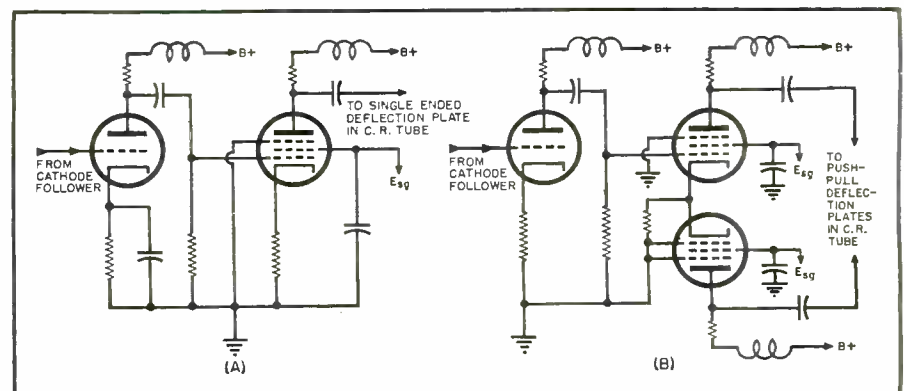 B+
B+
TO SINGLE ENDED
DEFLECTION PLATE
IN C.R. TUBE
FROM
CATHODE
FOLLOWER
Esg
(A)
B+
B+
FROM
CATHODE
FOLLOWER
Esg
TO
PUSH-
PULL
DEFLEC-
TION
PLATES
IN C.R.
TUBE
Esg
B+
(B)